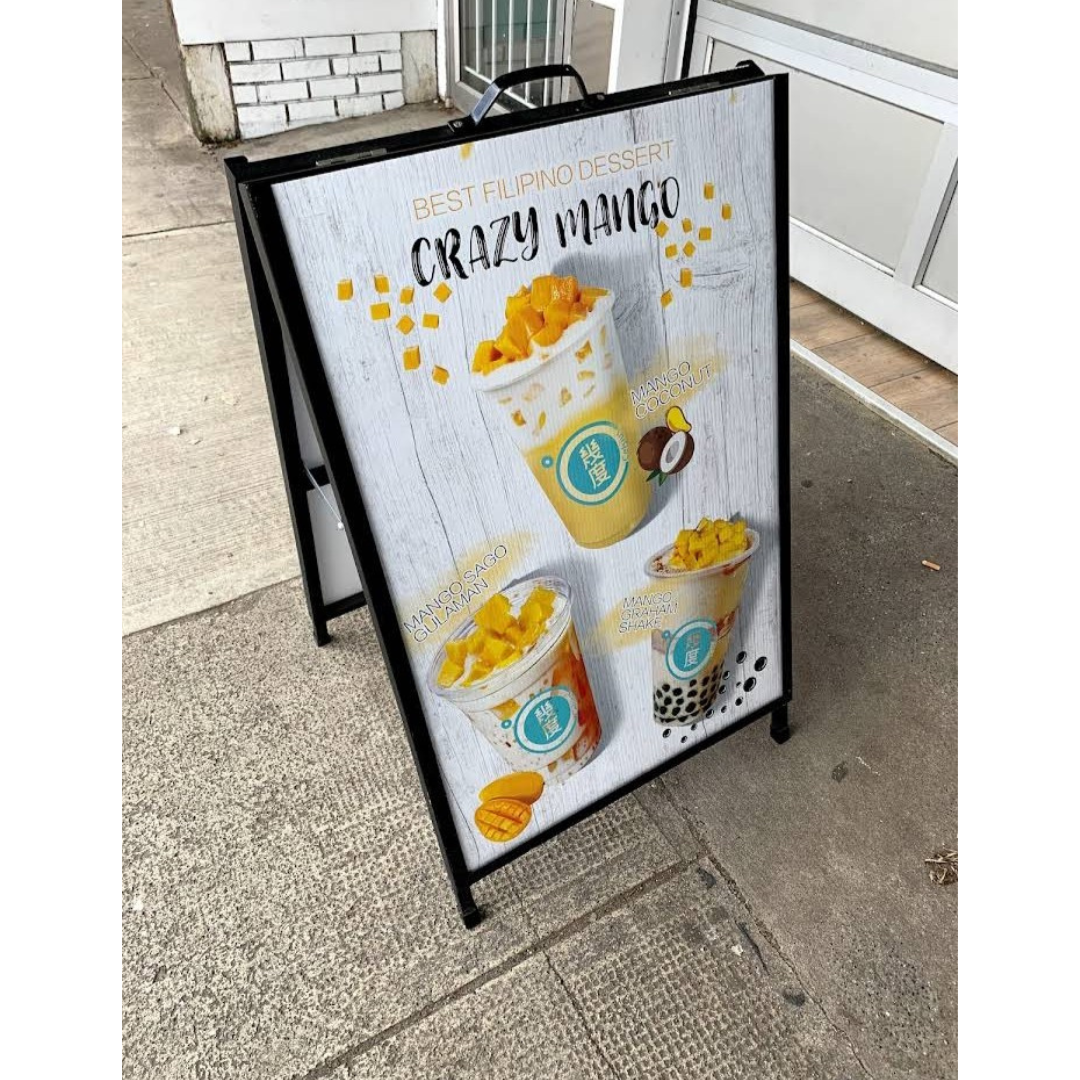 BEST FILIPINO DESSERT
CRAZY MANGO
MANGO
COCONUT
MANGO SAGO
GULAMAN
MANGO
GRAHAM
SHAKE